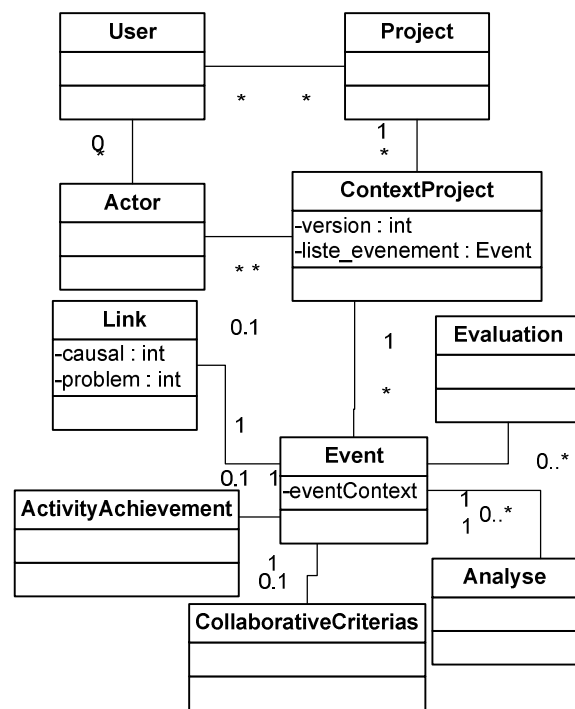 User
Project
* *
0
*
1
*
Actor
ContextProject
-version : int
-liste_evenement : Event
* *
Link
-causal : int
-problem : int
0.1
1
Evaluation
1
*
Event
-eventContext
0..*
0.1 1
ActivityAchievement
1
1
0..*
Analyse
1
0.1
CollaborativeCriterias